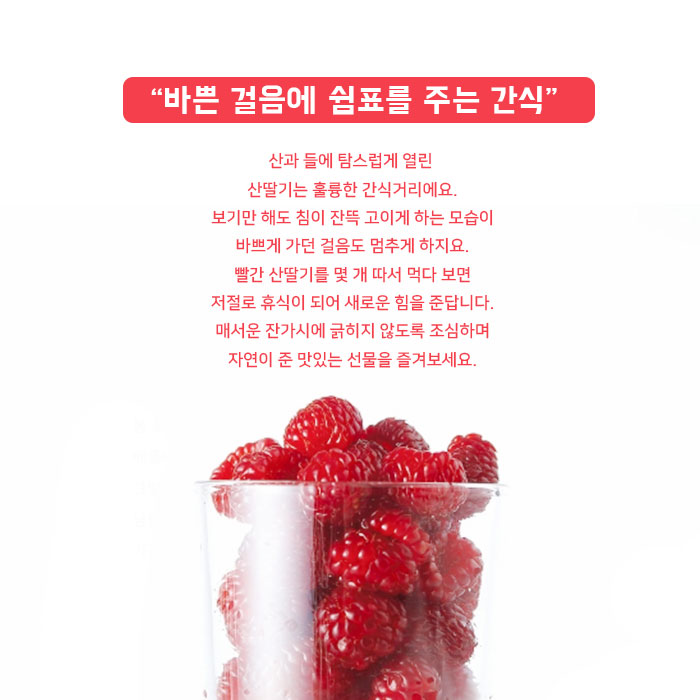 “바쁜 걸음에 쉼표를 주는 간식”
산과 들에 탐스럽게 열린
산딸기는 훌륭한 간식거리에요.
보기만 해도 침이 잔뜩 고이게 하는 모습이
바쁘게 가던 걸음도 멈추게 하지요.
빨간 산딸기를 몇 개 따서 먹다 보면
저절로 휴식이 되어 새로운 힘을 준답니다.
매서운 잔가시에 긁히지 않도록 조심하며
자연이 준 맛있는 선물을 즐겨보세요.